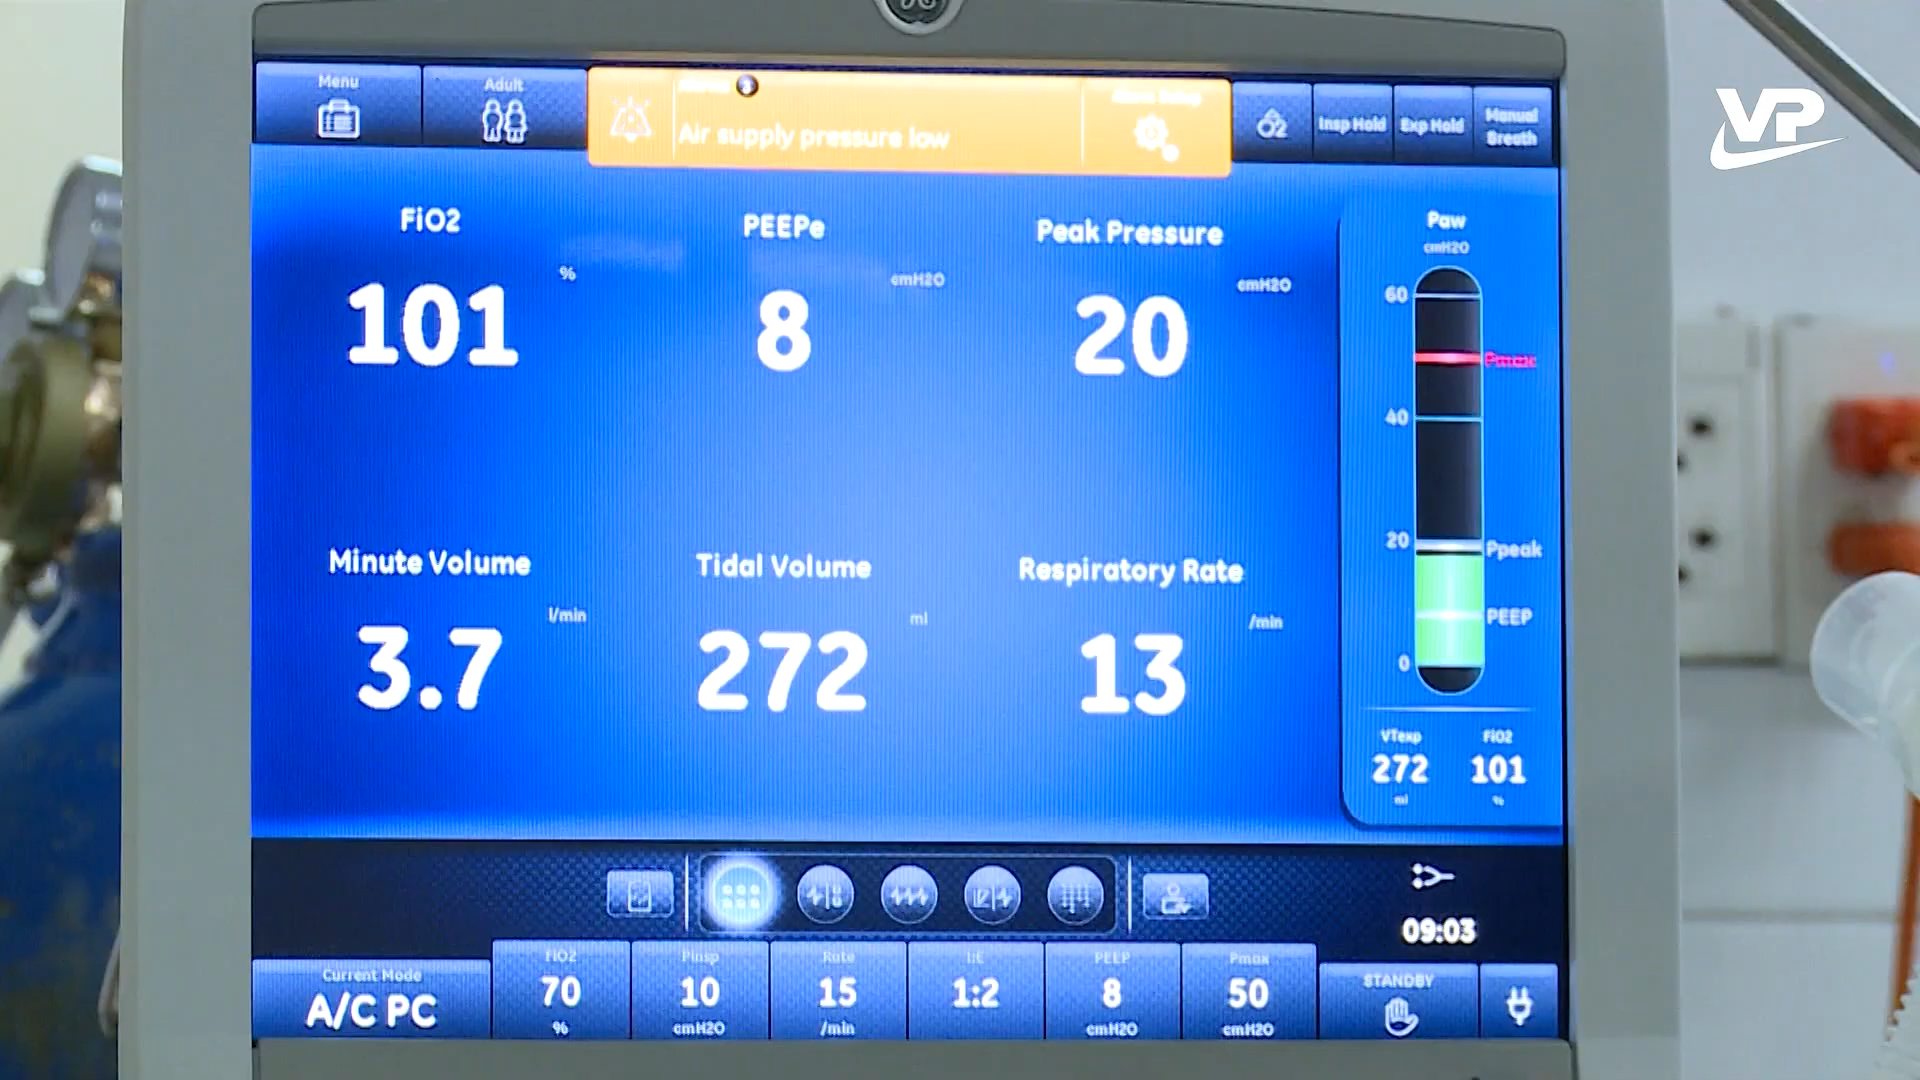 Menu
Adult
Air supply pressure low
Alarm Setup
O2
Insp Hold
Exp Hold
Manual
Breath
VP
FiO2
%
101
PEEPe
cmH2O
8
Peak Pressure
cmH2O
20
Minute Volume
l/min
3.7
Tidal Volume
ml
272
Respiratory Rate
/min
13
Paw
cmH2O
60
Pmax
40
20
Ppeak
PEEP
0
VTexp
272
ml
FiO2
101
%
09:03
Current Mode
A/C PC
FiO2
70
%
Pinsp
10
cmH2O
Rate
15
/min
I:E
1:2
PEEP
8
cmH2O
Pmax
50
cmH2O
STANDBY